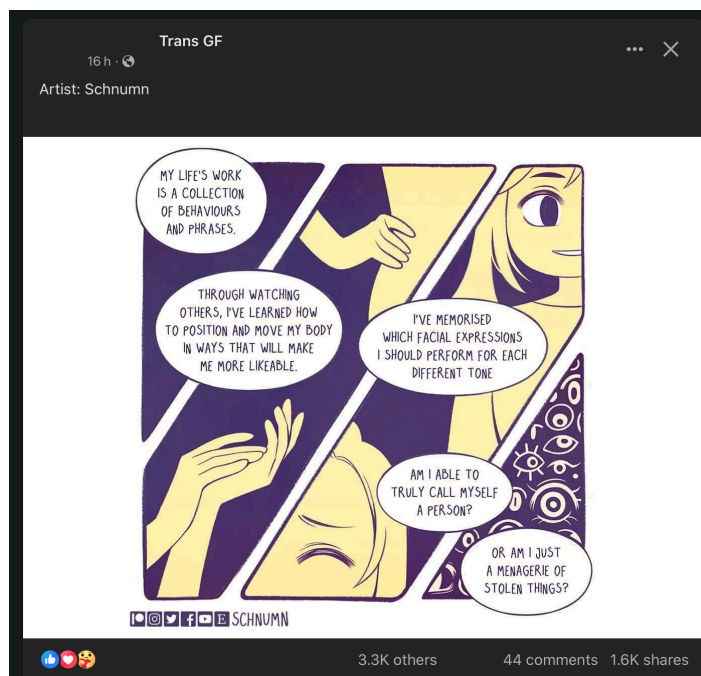 Trans GF
16 h ·
Artist: Schnumn
MY LIFE'S WORK
IS A COLLECTION
OF BEHAVIOURS
AND PHRASES.
THROUGH WATCHING
OTHERS, I'VE LEARNED HOW
TO POSITION AND MOVE MY BODY
IN WAYS THAT WILL MAKE
ME MORE LIKEABLE.
I'VE MEMORISED
WHICH FACIAL EXPRESSIONS
I SHOULD PERFORM FOR EACH
DIFFERENT TONE
AM I ABLE TO
TRULY CALL MYSELF
A PERSON?
OR AM I JUST
A MENAGERIE OF
STOLEN THINGS?
SCHNUMN
3.3K others 44 comments 1.6K shares